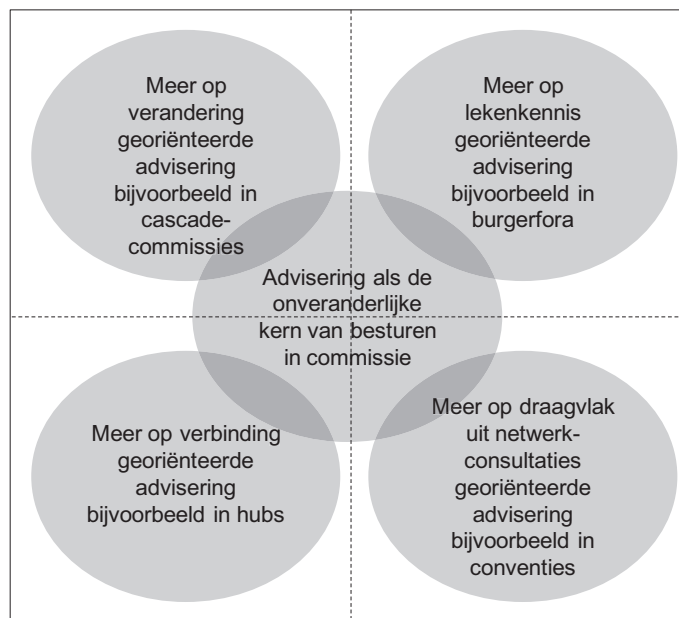 Meer op
verandering
georiënteerde
advisering
bijvoorbeeld in
cascade-
commissies
Meer op
lekenkennis
georiënteerde
advisering
bijvoorbeeld in
burgerfora
Advisering als de
onveranderlijke
kern van besturen
in commissie
Meer op verbinding
georiënteerde
advisering
bijvoorbeeld in hubs
Meer op draagvlak
uit netwerk-
consultaties
georiënteerde
advisering
bijvoorbeeld in
conventies